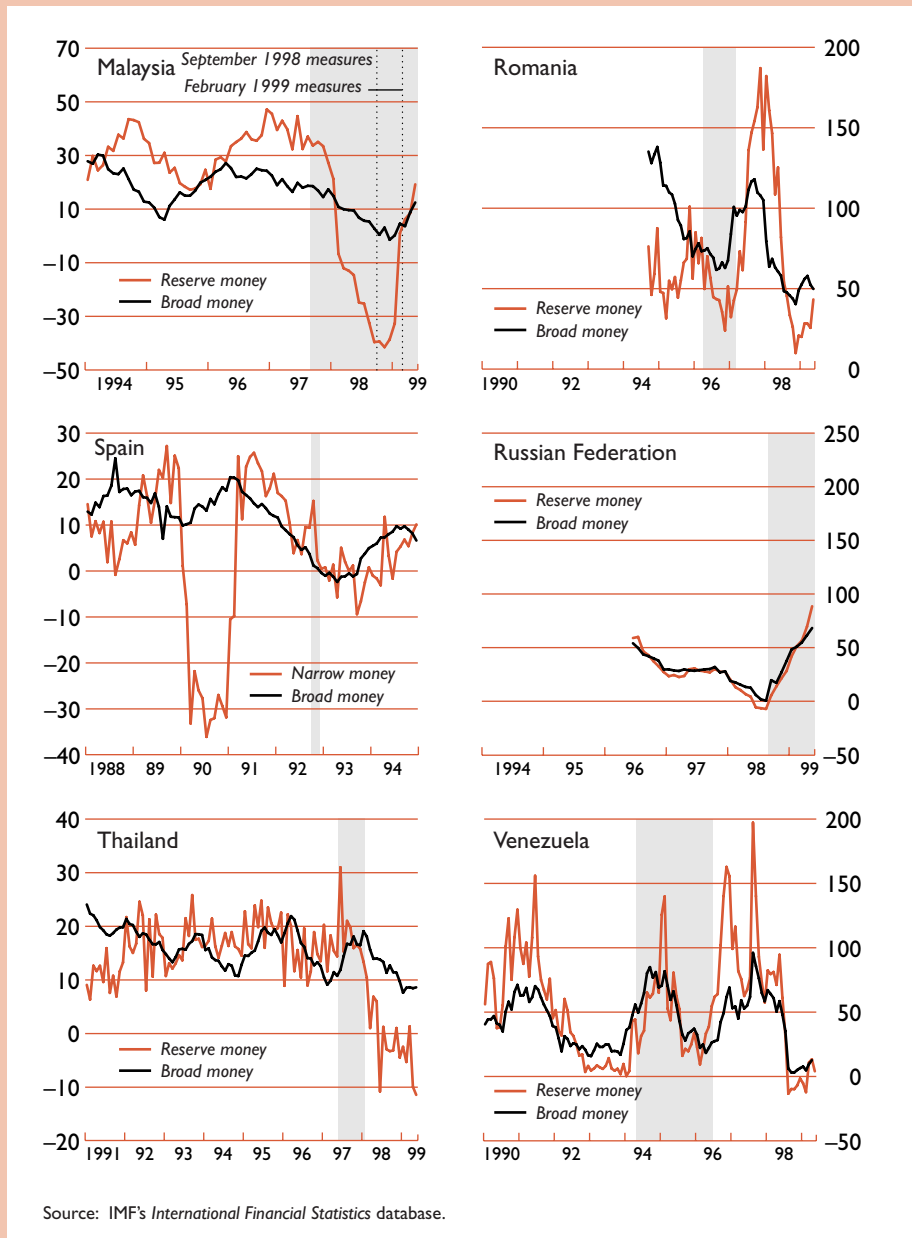 Malaysia
September 1998 measures
February 1999 measures
70
50
30
10
–10
–30
–50
Reserve money
Broad money
1994 95 96 97 98 99
Romania
200
150
100
50
0
Reserve money
Broad money
1990 92 94 96 98
Spain
30
20
10
0
–10
–20
–30
–40
Narrow money
Broad money
1988 89 90 91 92 93 94
Russian Federation
250
200
150
100
50
0
–50
Reserve money
Broad money
1994 95 96 97 98 99
Thailand
40
30
20
10
0
–10
–20
Reserve money
Broad money
1991 92 93 94 95 96 97 98 99
Venezuela
200
150
100
50
0
–50
Reserve money
Broad money
1990 92 94 96 98
Source: IMF's International Financial Statistics database.